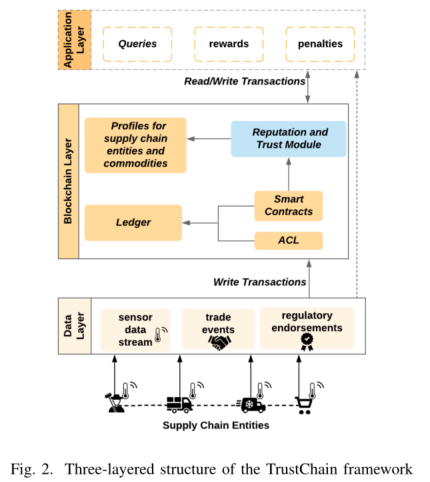 Application
Layer
Queries
rewards
penalties
Read/Write Transactions
Blockchain Layer
Profiles for
supply chain
entities and
commodities
Reputation and
Trust Module
Smart
Contracts
Ledger
ACL
Write Transactions
Data
Layer
sensor
data
stream
trade
events
regulatory
endorsements
Supply Chain Entities
Fig. 2. Three-layered structure of the TrustChain framework